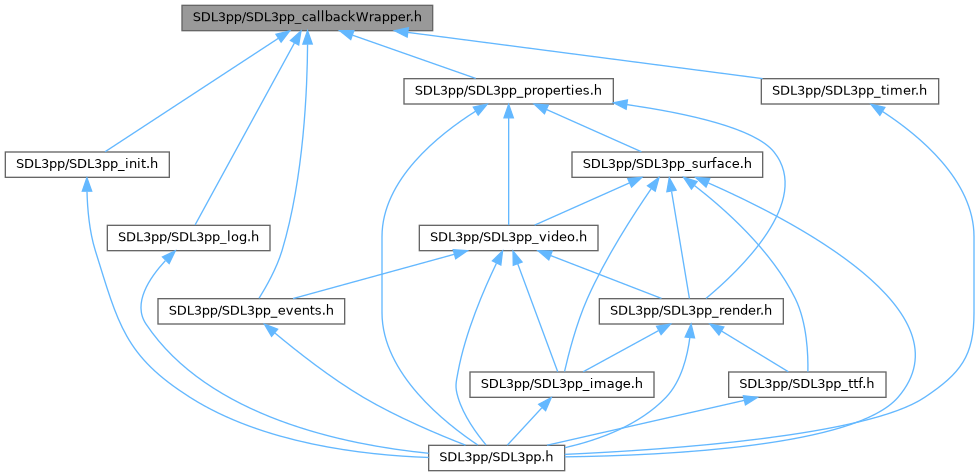 SDL3pp/SDL3pp_callbackWrapper.h
SDL3pp/SDL3pp_properties.h
SDL3pp/SDL3pp_timer.h
SDL3pp/SDL3pp_init.h
SDL3pp/SDL3pp_surface.h
SDL3pp/SDL3pp_log.h
SDL3pp/SDL3pp_video.h
SDL3pp/SDL3pp_events.h
SDL3pp/SDL3pp_render.h
SDL3pp/SDL3pp_image.h
SDL3pp/SDL3pp_ttf.h
SDL3pp/SDL3pp.h